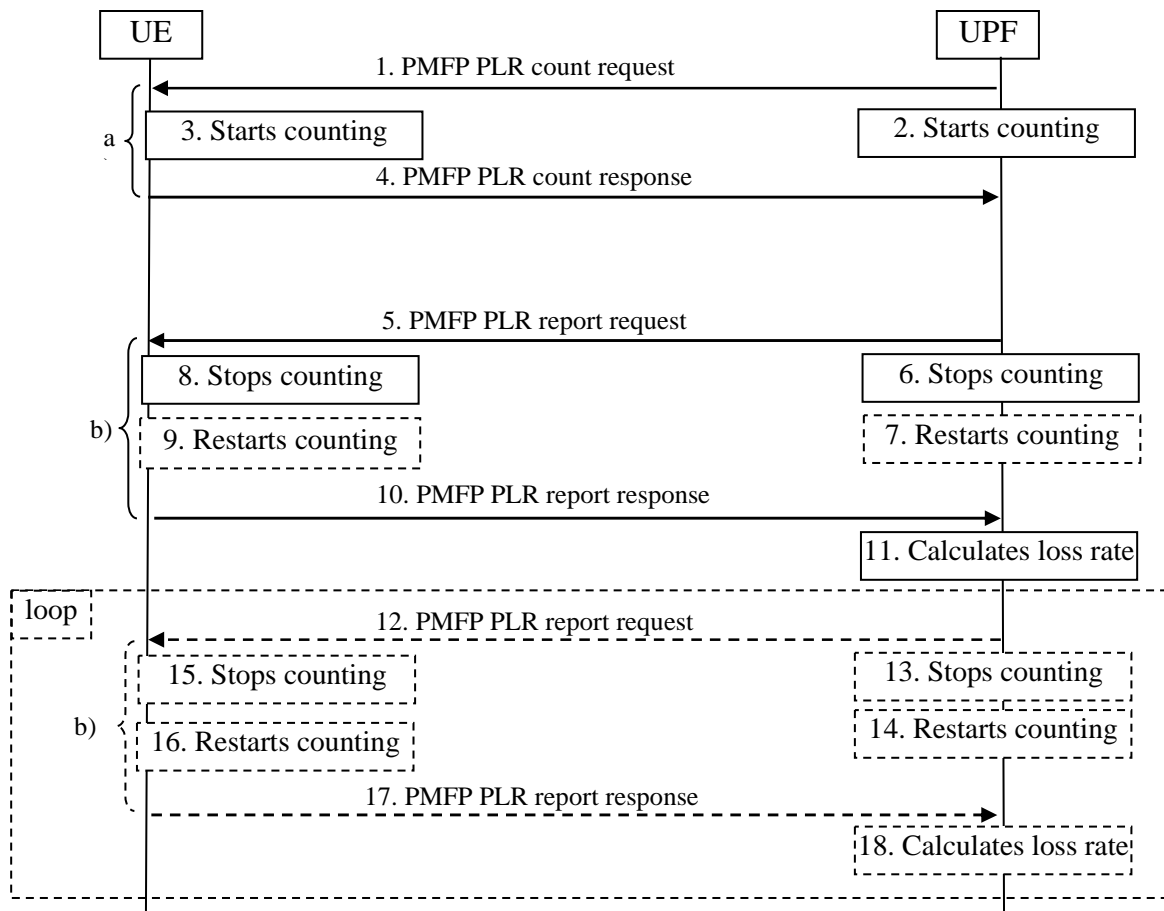 UE
UPF
1. PMFP PLR count request
a
3. Starts counting
2. Starts counting
4. PMFP PLR count response
5. PMFP PLR report request
8. Stops counting
6. Stops counting
b)
9. Restarts counting
7. Restarts counting
10. PMFP PLR report response
11. Calculates loss rate
loop
12. PMFP PLR report request
15. Stops counting
13. Stops counting
b)
16. Restarts counting
14. Restarts counting
17. PMFP PLR report response
18. Calculates loss rate